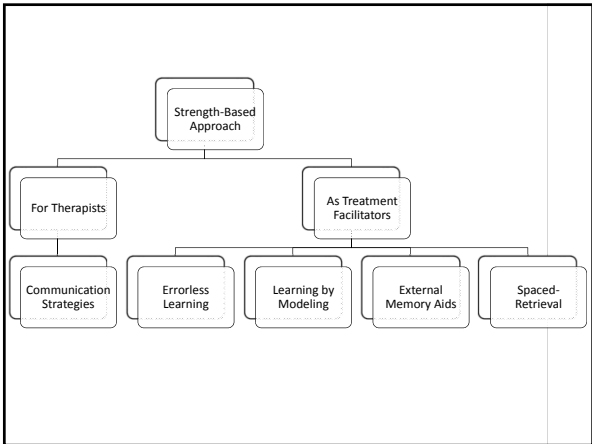 Strength-Based
Approach
For Therapists
As Treatment
Facilitators
Communication
Strategies
Errorless
Learning
Learning by
Modeling
External
Memory Aids
Spaced-
Retrieval